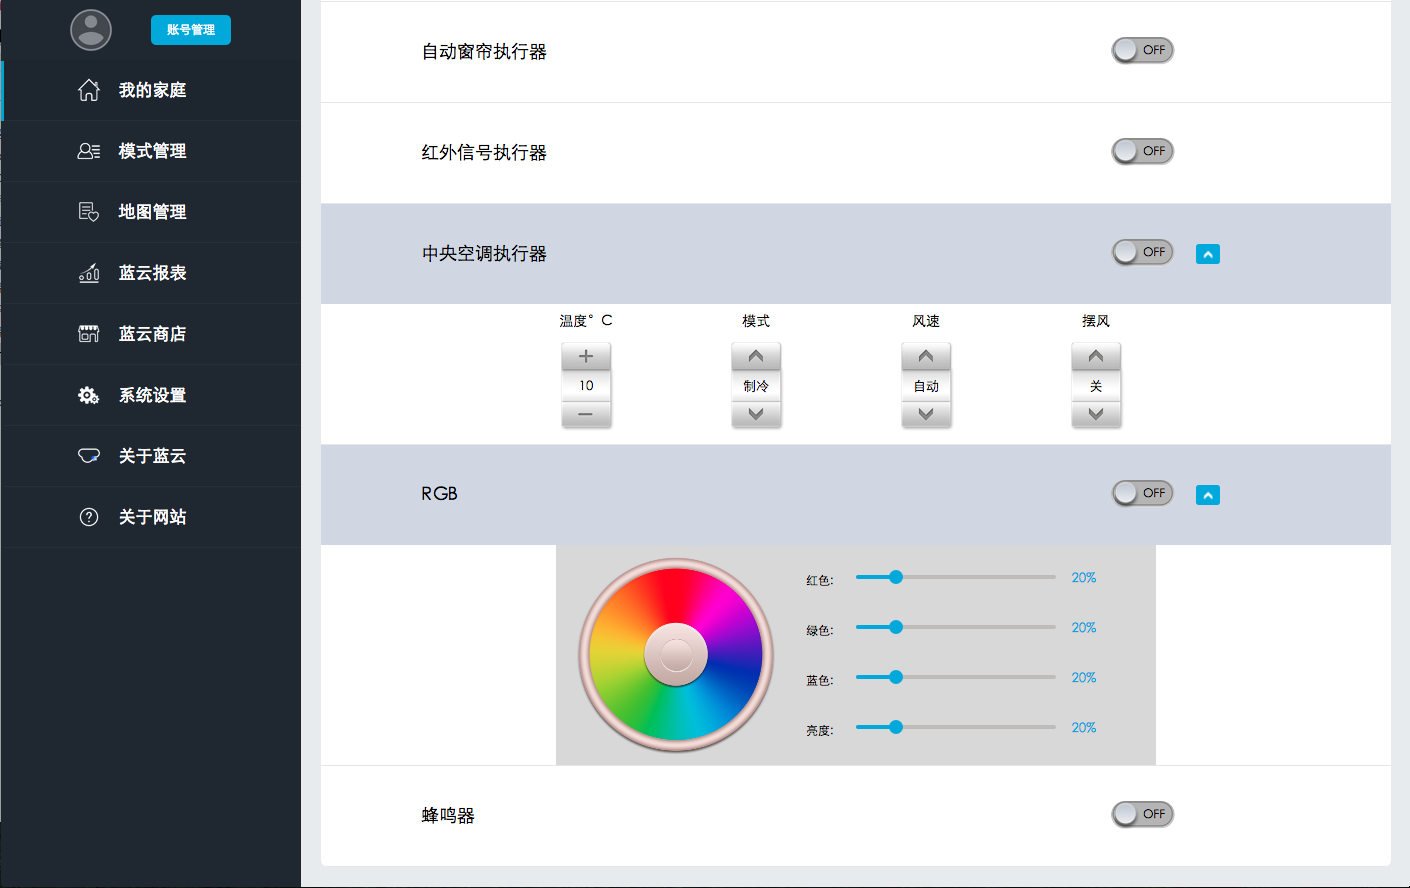 账号管理
我的家庭
模式管理
地图管理
蓝云报表
蓝云商店
系统设置
关于蓝云
关于网站
自动窗帘执行器
OFF
红外信号执行器
OFF
中央空调执行器
OFF
温度° C
模式
风速
摆风
10
制冷
自动
关
RGB
OFF
红色:
20%
绿色:
20%
蓝色:
20%
亮度:
20%
蜂鸣器
OFF